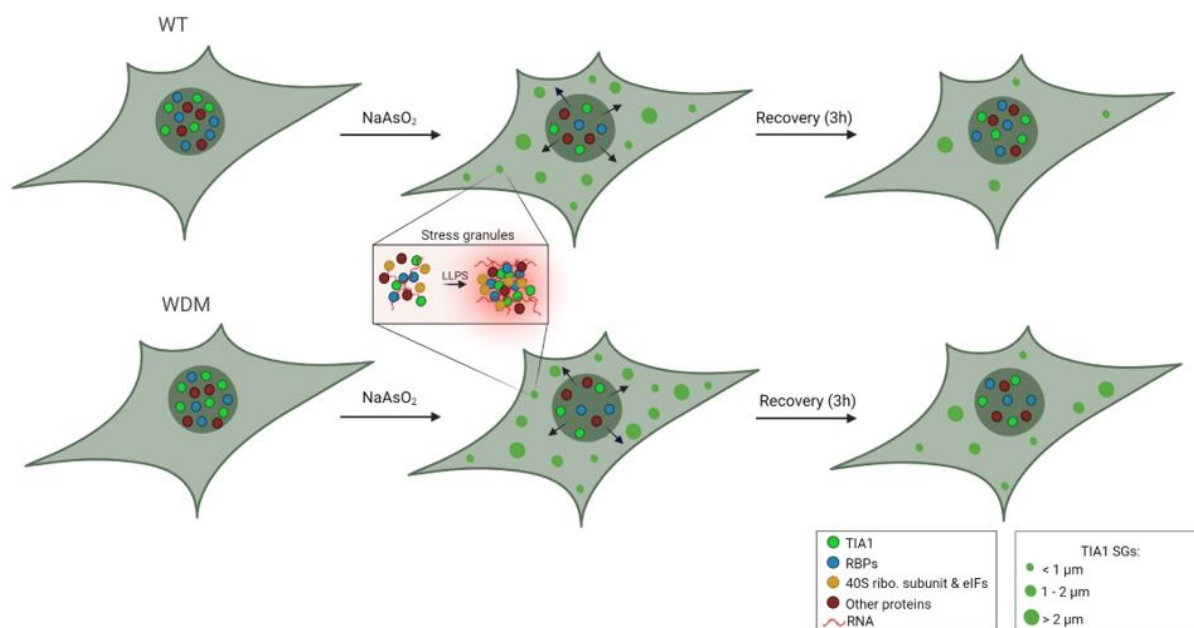 WT
NaAsO₂
Recovery (3h)
Stress granules
LLPS
WDM
NaAsO₂
Recovery (3h)
TIA1
RBPs
40S ribo. subunit & eIFs
Other proteins
RNA
TIA1 SGs:
< 1 µm
1 - 2 µm
> 2 µm